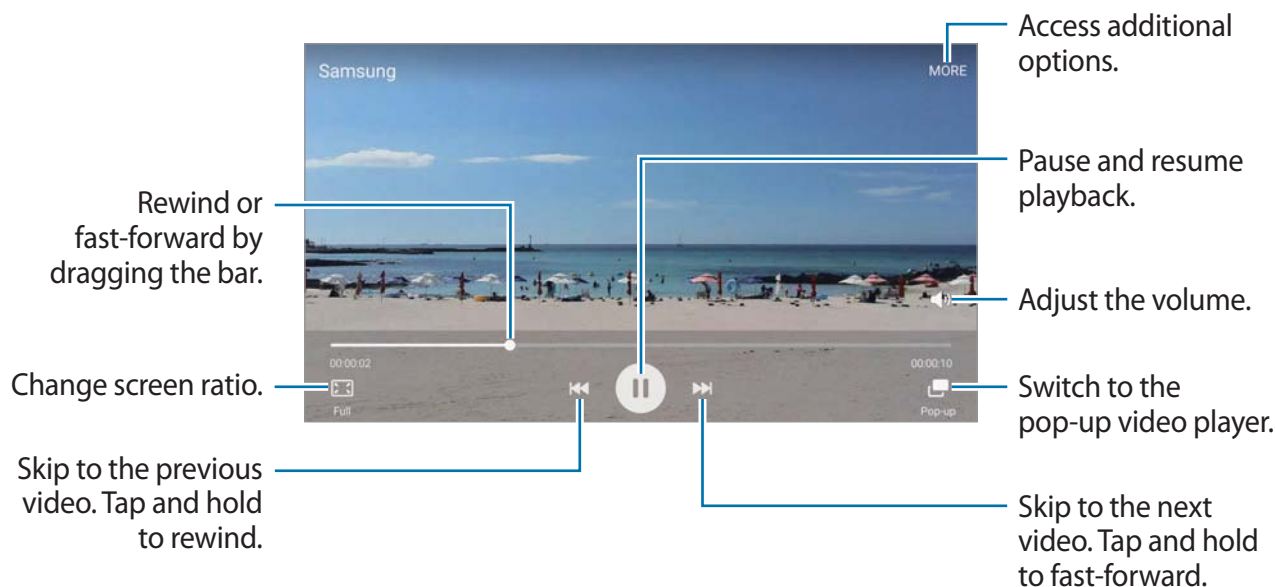 Access additional
options.
Samsung
MORE
Pause and resume
playback.
Rewind or
fast-forward by
dragging the bar.
Adjust the volume.
00:00:02
00:00:10
Change screen ratio.
Full
Pop-up
Switch to the
pop-up video player.
Skip to the previous
video. Tap and hold
to rewind.
Skip to the next
video. Tap and hold
to fast-forward.